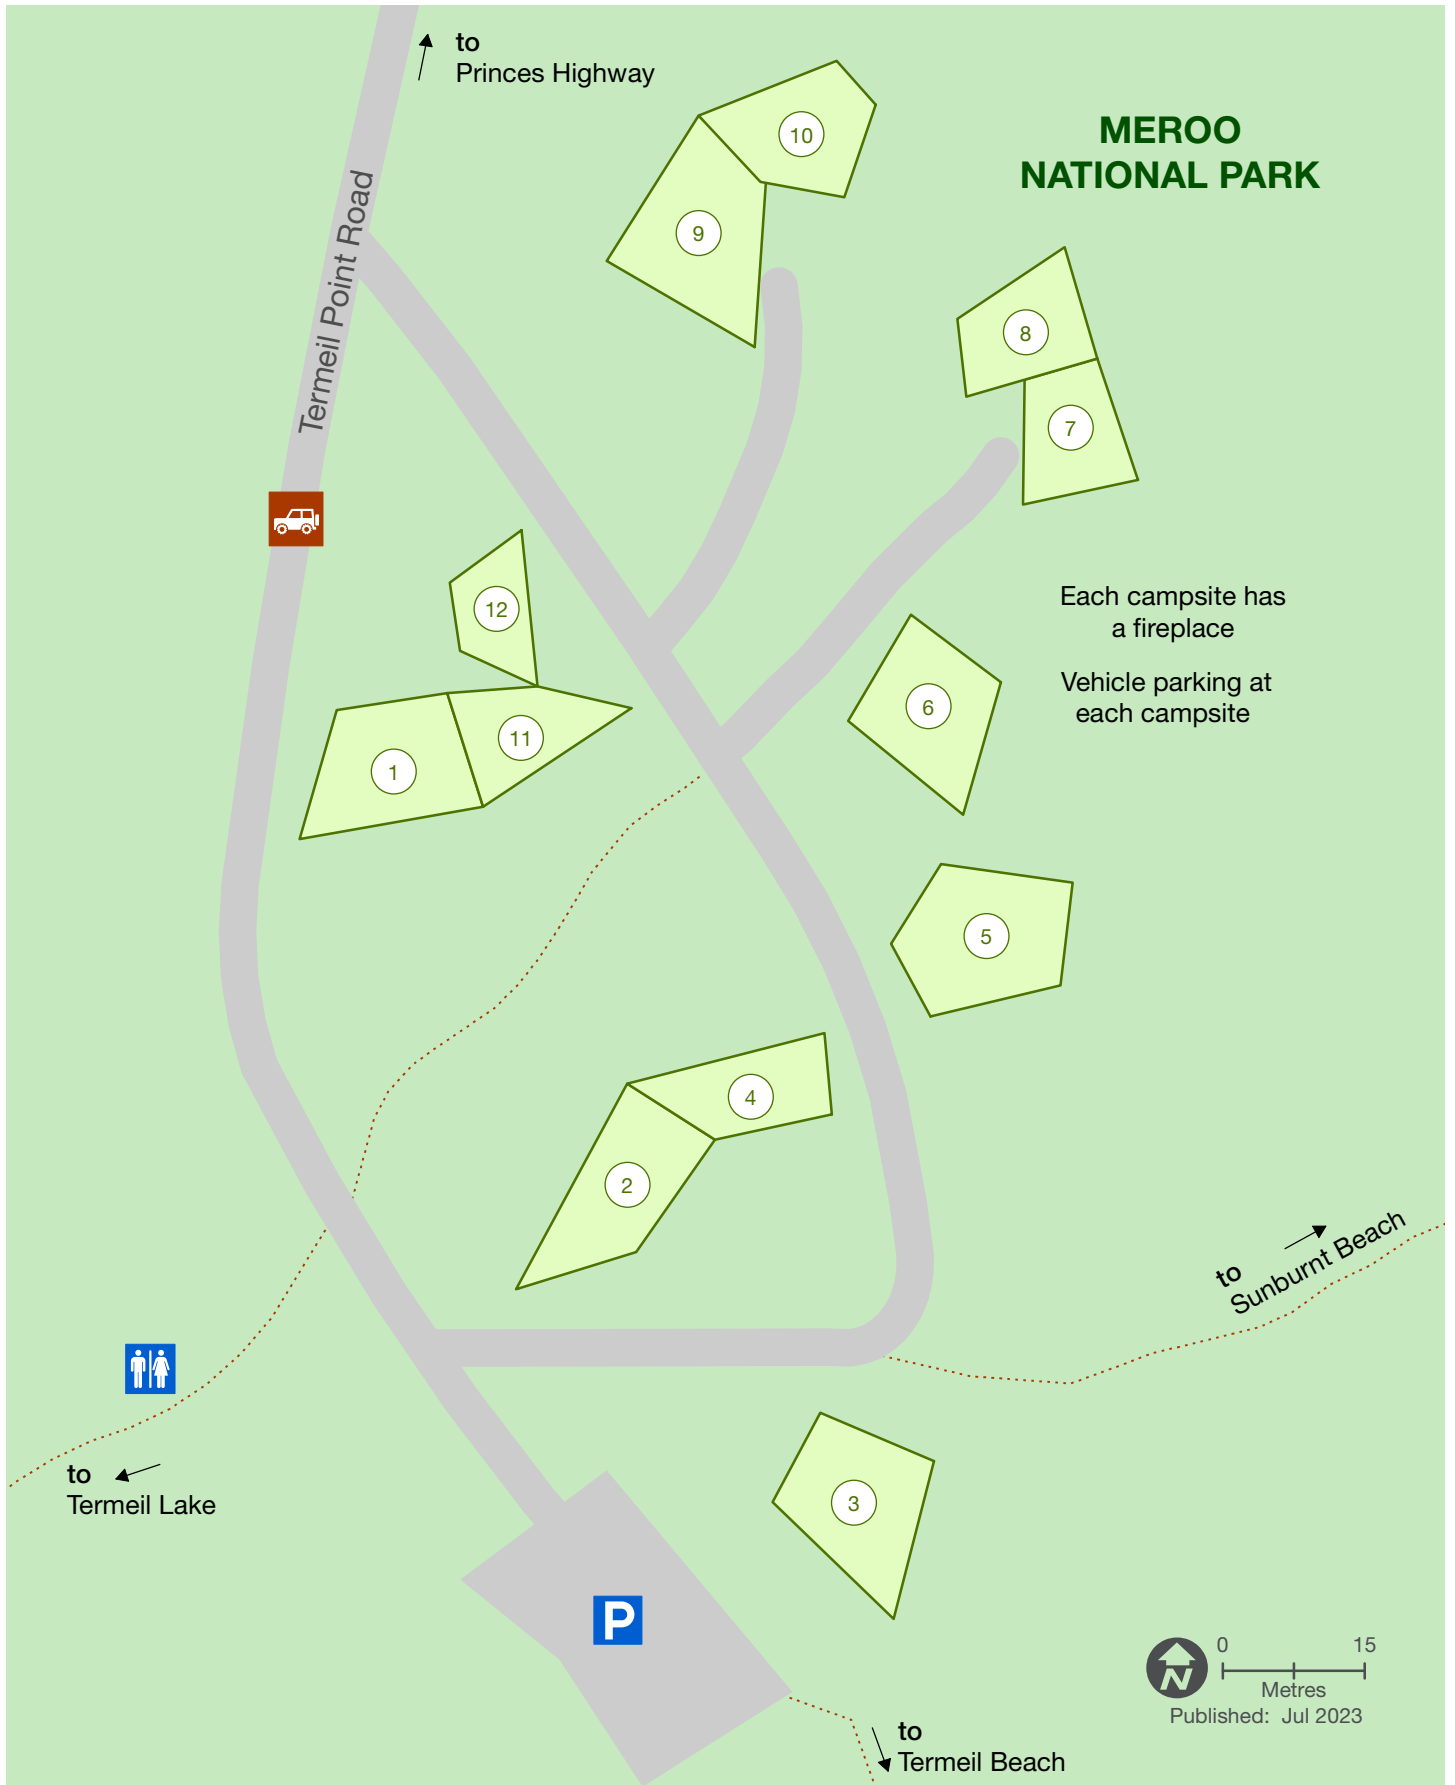 to
Princes Highway
MEROO
NATIONAL PARK
10
9
Termeil Point Road
8
7
12
Each campsite has
a fireplace
Vehicle parking at
each campsite
6
11
1
5
4
2
to
Sunburnt Beach
to
Termeil Lake
3
P
N
0 15
Metres
Published: Jul 2023
to
Termeil Beach